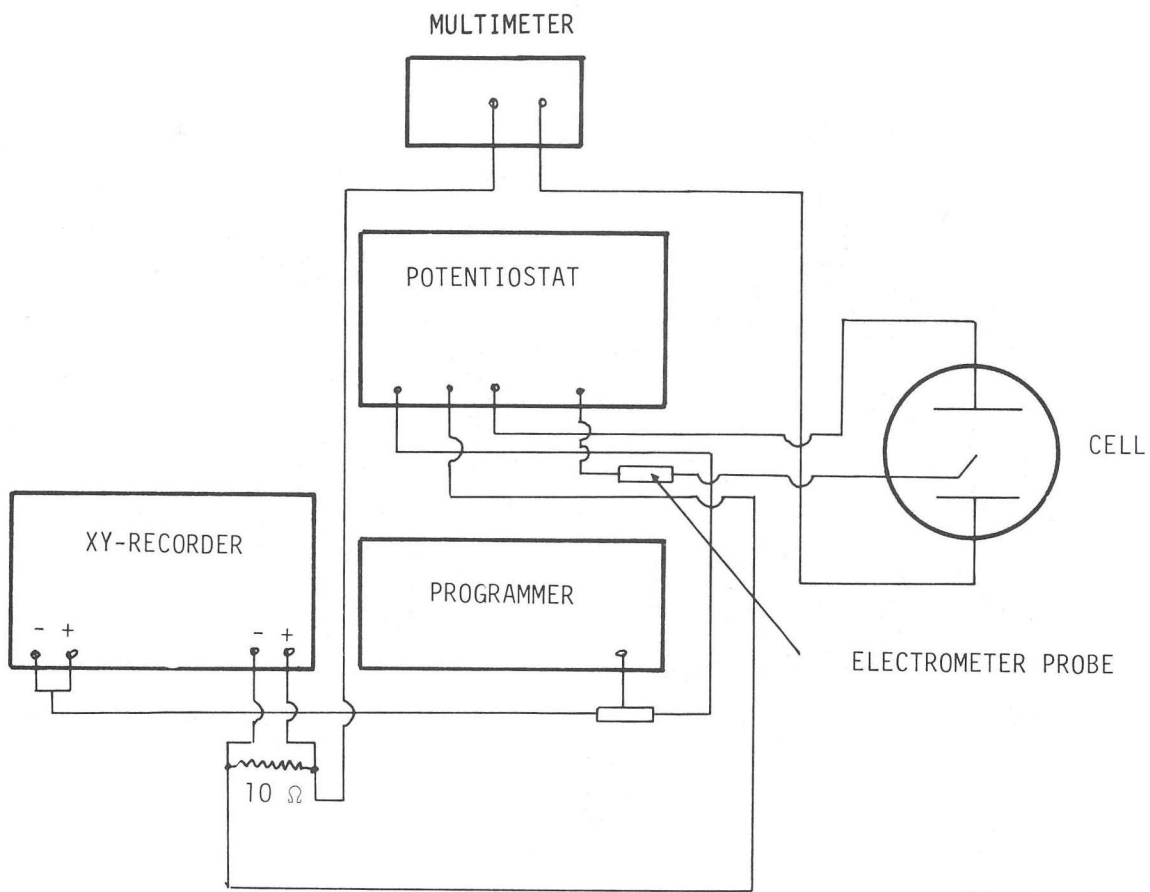 MULTIMETER
POTENTIOSTAT
CELL
XY-RECORDER
- + - +
PROGRAMMER
ELECTROMETER PROBE
10 Ω